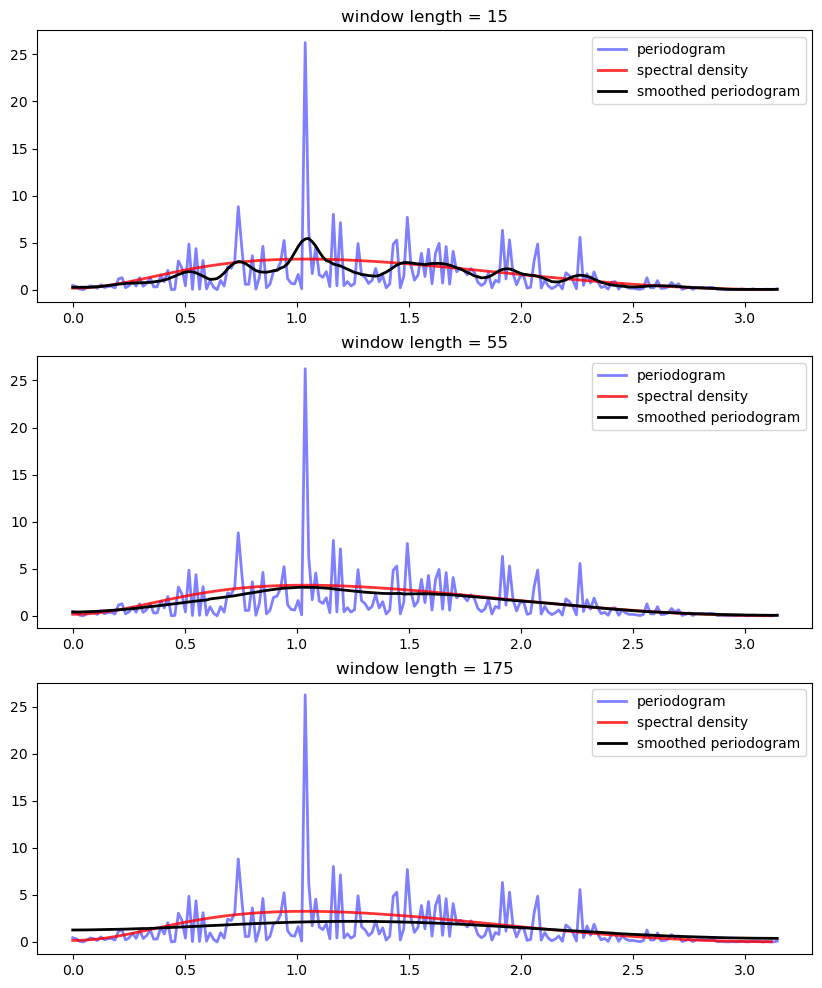 window length = 15
25
20
15
10
5
0
periodogram
spectral density
smoothed periodogram
0.0 0.5 1.0 1.5 2.0 2.5 3.0
window length = 55
25
20
15
10
5
0
periodogram
spectral density
smoothed periodogram
0.0 0.5 1.0 1.5 2.0 2.5 3.0
window length = 175
25
20
15
10
5
0
periodogram
spectral density
smoothed periodogram
0.0 0.5 1.0 1.5 2.0 2.5 3.0